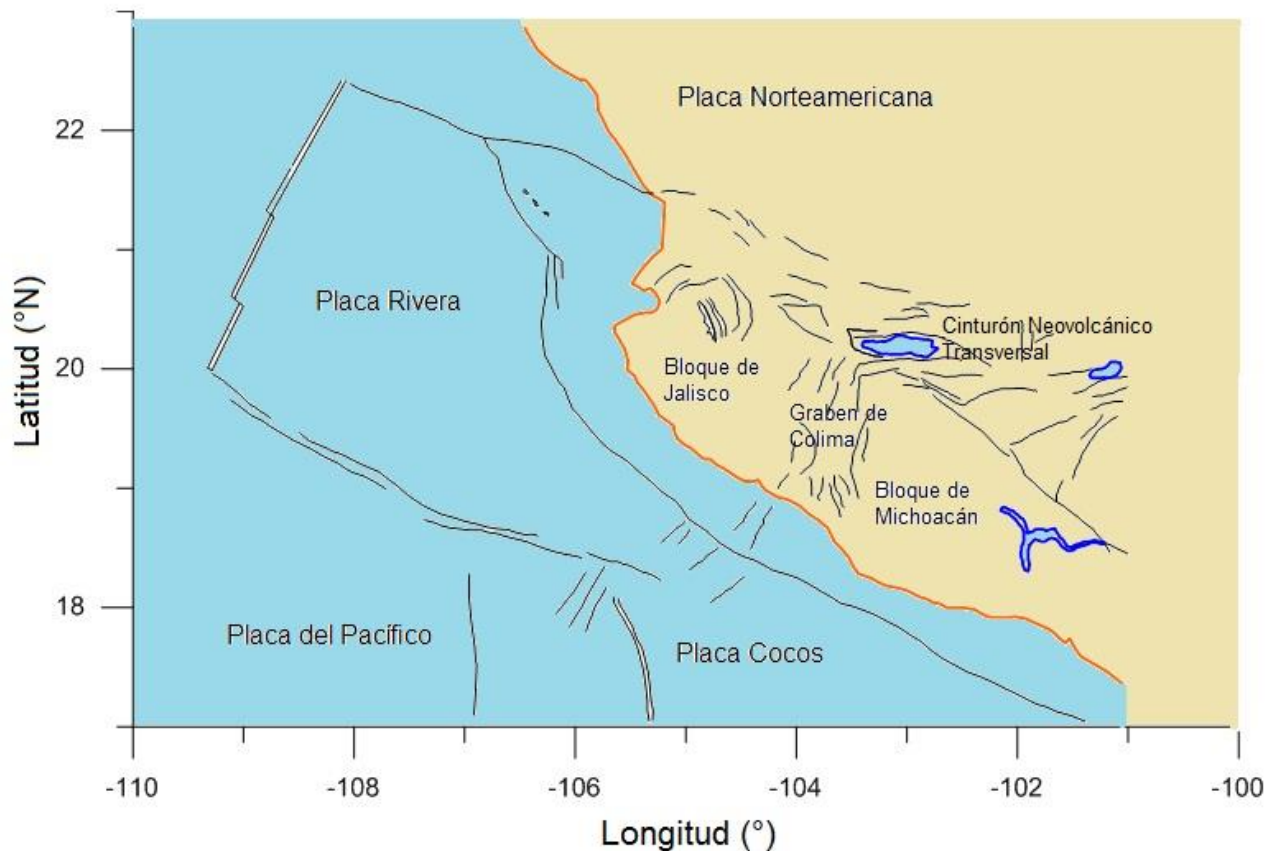 Placa Norteamericana
22
Placa Rivera
Cinturón Neovolcánico
Transversal
Latitud (°N)
20
Bloque de
Jalisco
Graben de
Colima
Bloque de
Michoacán
18
Placa del Pacífico
Placa Cocos
-110
-108
-106
-104
-102
-100
Longitud (°)